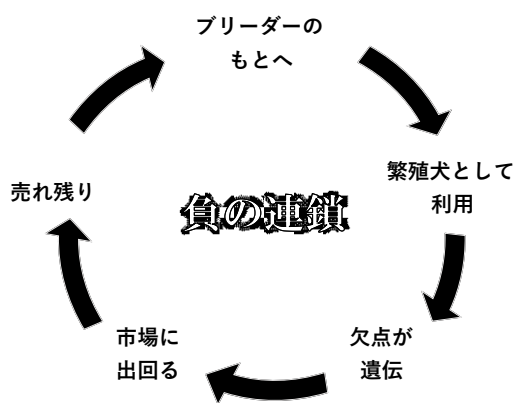 ブリーダーの
もとへ
繁殖犬として
利用
欠点が
遺伝
市場に
出回る
売れ残り
負の連鎖